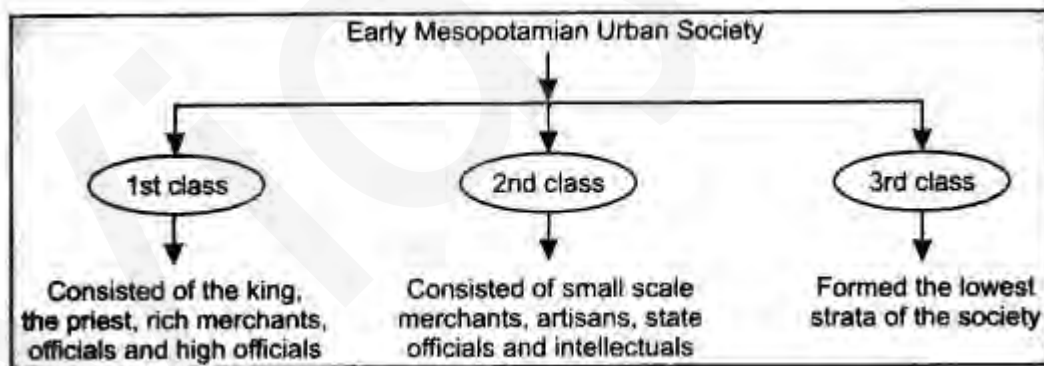 Early Mesopotamian Urban Society
1st class
2nd class
3rd class
Consisted of the king,
the priest, rich merchants,
officials and high officials
Consisted of small scale
merchants, artisans, state
officials and intellectuals
Formed the lowest
strata of the society